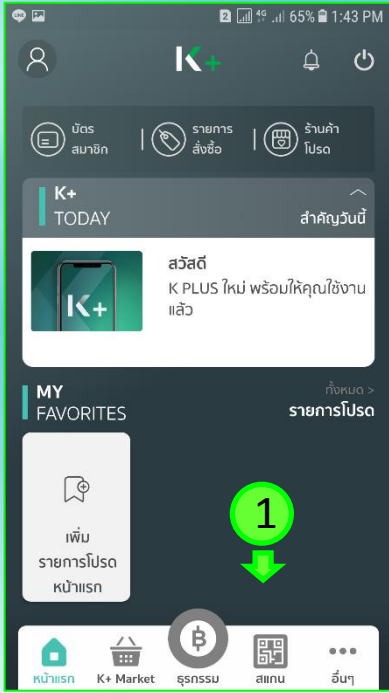 LINE 2 4G 65% 1:43 PM
K+
บัตร
สมาชิก
รายการ
สั่งซื้อ
ร้านค้า
โปรด
K+
TODAY
สำคัญวันนี้
K+
สวัสดี
K PLUS ใหม่ พร้อมให้คุณใช้งาน
แล้ว
MY
FAVORITES
ทั้งหมด >
รายการโปรด
เพิ่ม
รายการโปรด
หน้าแรก
1
หน้าแรก
K+ Market
฿
ธุรกรรม
สแกน
อื่นๆ